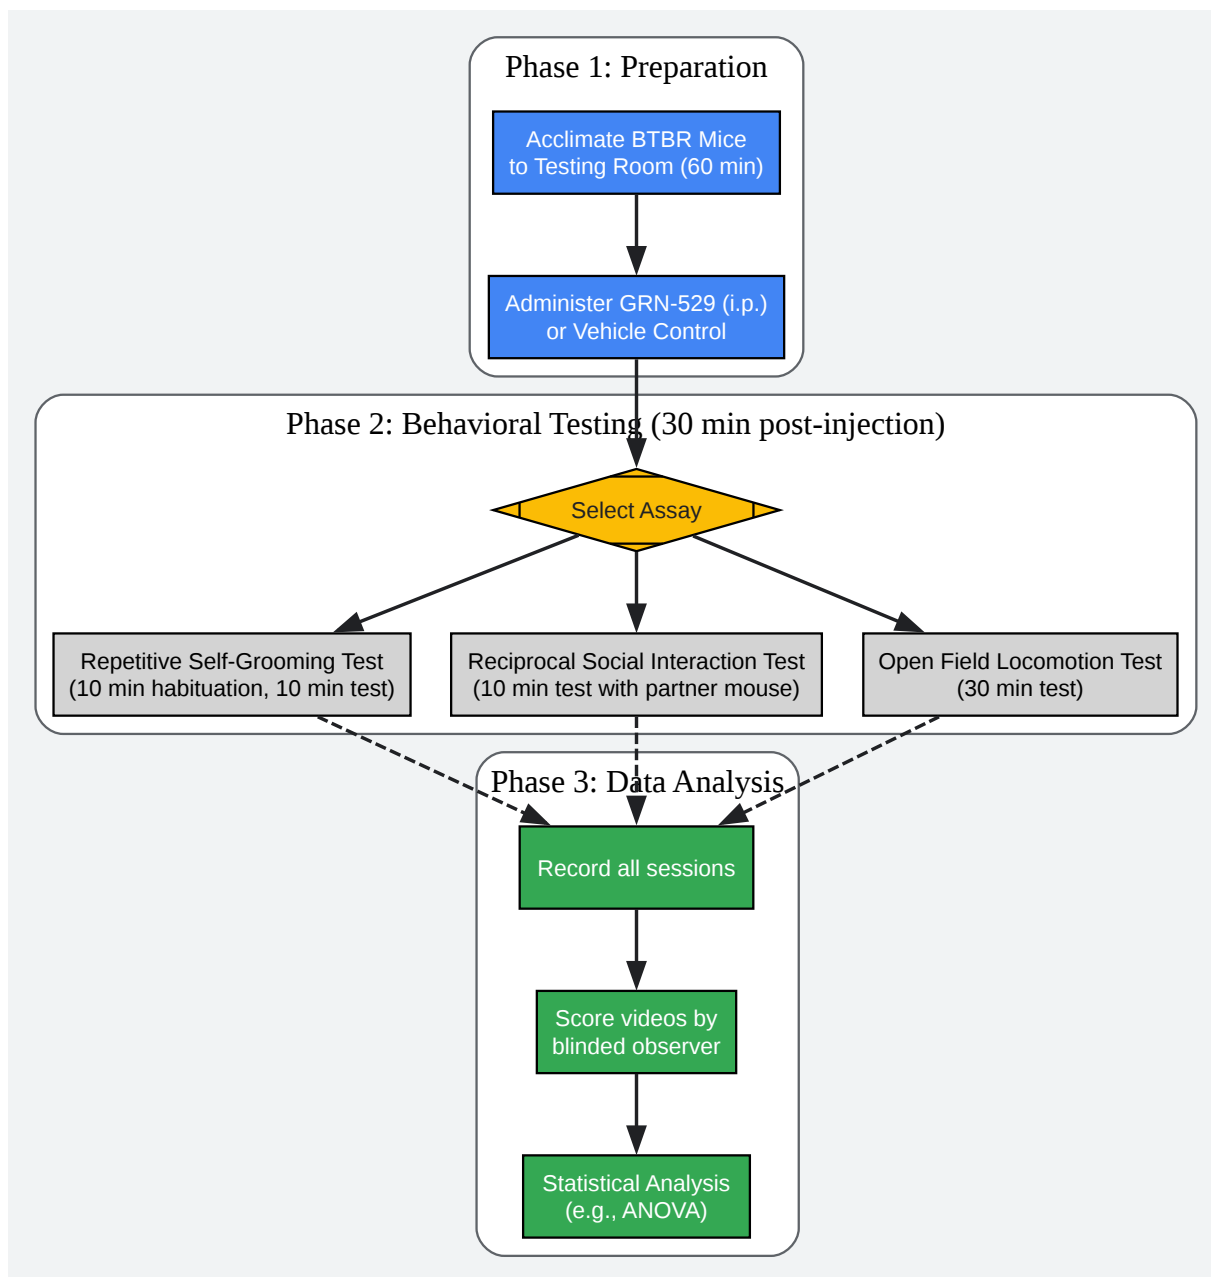 Phase 1: Preparation
Acclimate BTBR Mice
to Testing Room (60 min)
Administer GRN-529 (i.p.)
or Vehicle Control
Phase 2: Behavioral Testing (30 min post-injection)
Select Assay
Repetitive Self-Grooming Test
(10 min habituation, 10 min test)
Reciprocal Social Interaction Test
(10 min test with partner mouse)
Open Field Locomotion Test
(30 min test)
Phase 3: Data Analysis
Record all sessions
Score videos by
blinded observer
Statistical Analysis
(e.g., ANOVA)